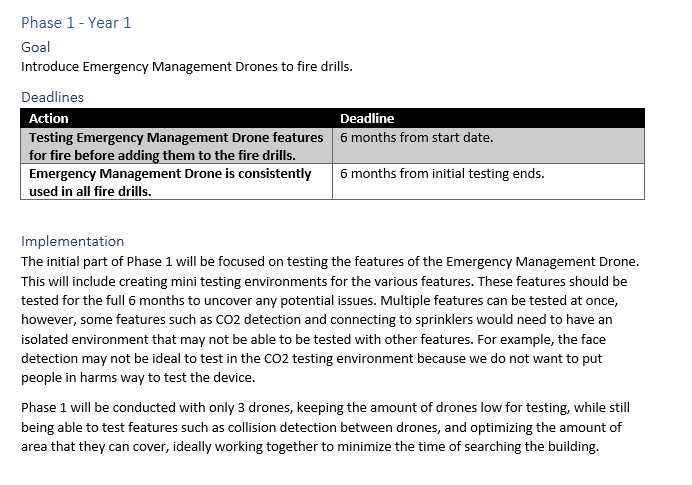 Phase 1 - Year 1
Goal
Introduce Emergency Management Drones to fire drills.
Deadlines
Action Deadline
Testing Emergency Management Drone features 6 months from start date.
for fire before adding them to the fire drills.
Emergency Management Drone is consistently 6 months from initial testing ends.
used in all fire drills.
Implementation
The initial part of Phase 1 will be focused on testing the features of the Emergency Management Drone.
This will include creating mini testing environments for the various features. These features should be
tested for the full 6 months to uncover any potential issues. Multiple features can be tested at once,
however, some features such as CO2 detection and connecting to sprinklers would need to have an
isolated environment that may not be able to be tested with other features. For example, the face
detection may not be ideal to test in the CO2 testing environment because we do not want to put
people in harms way to test the device.
Phase 1 will be conducted with only 3 drones, keeping the amount of drones low for testing, while still
being able to test features such as collision detection between drones, and optimizing the amount of
area that they can cover, ideally working together to minimize the time of searching the building.